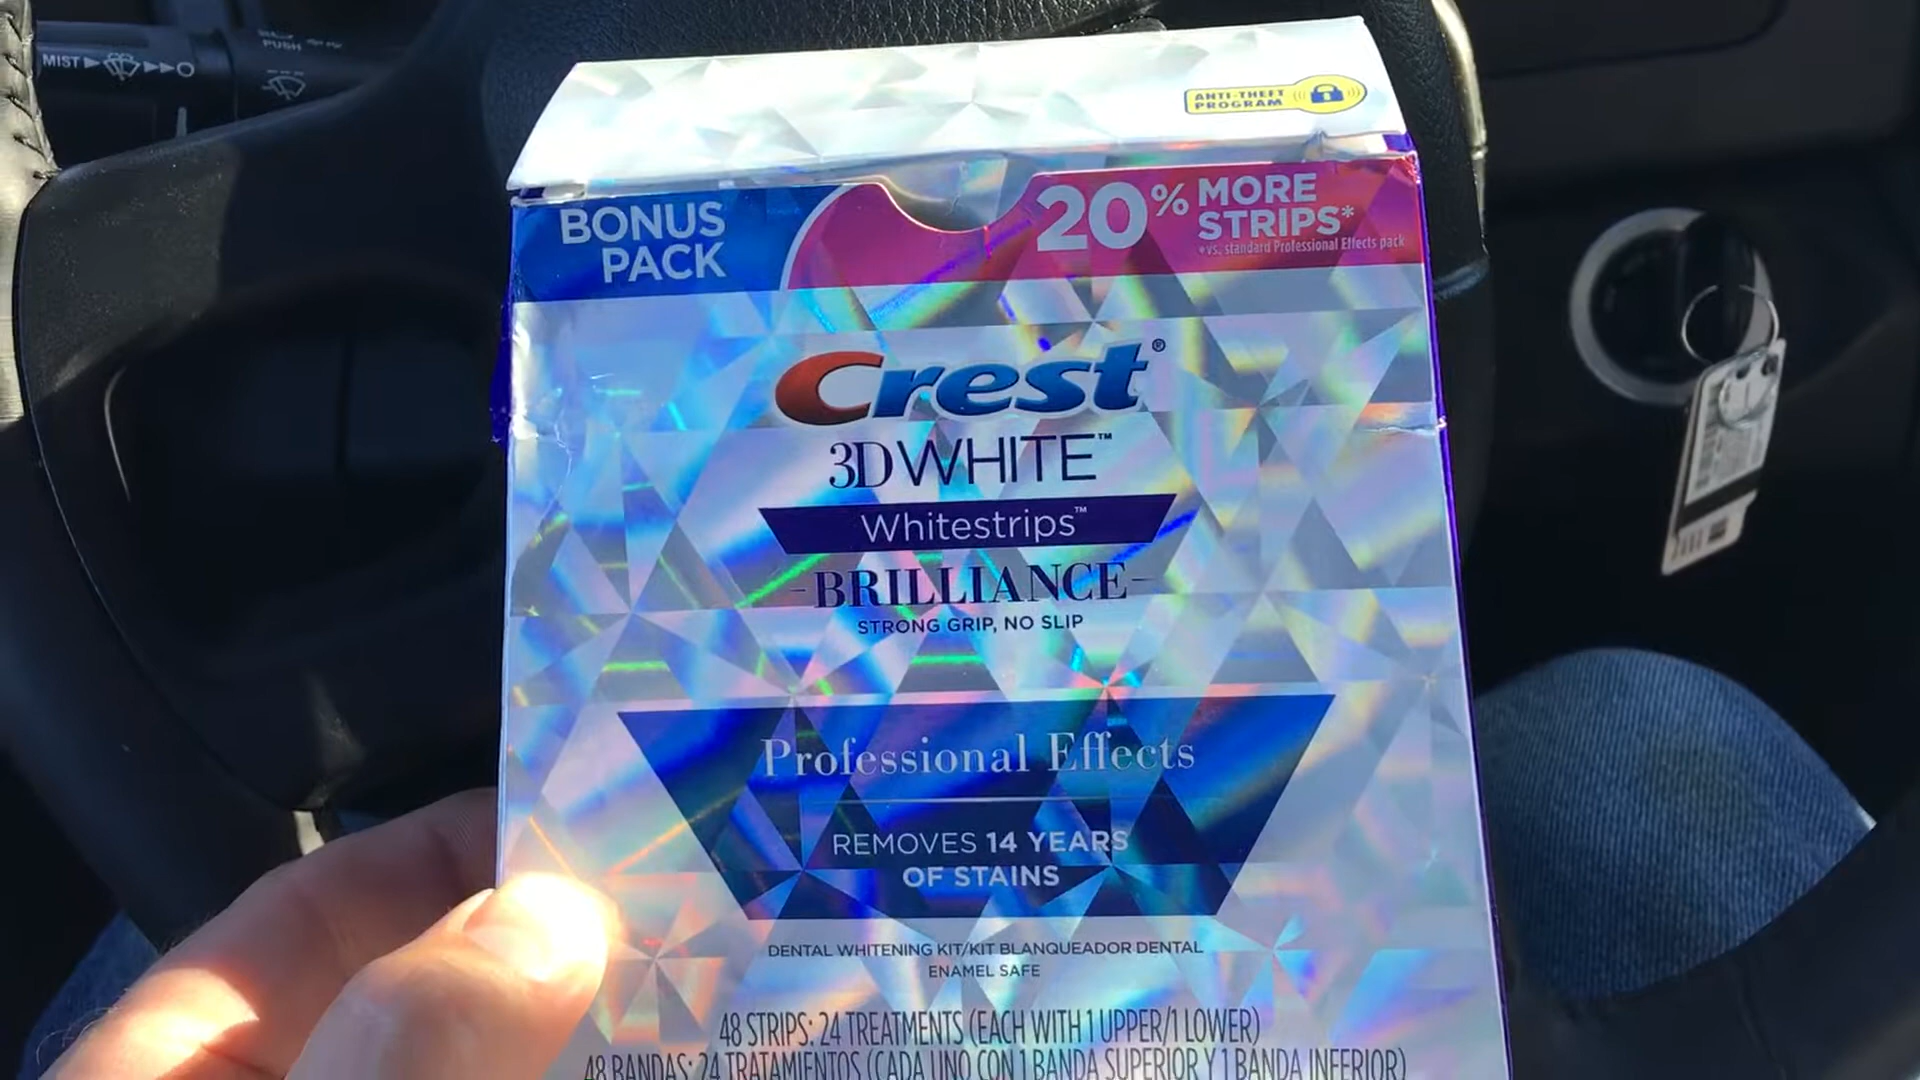 MIST
PUSH
ANTI-THEFT
PROGRAM
BONUS
PACK
20% MORE
STRIPS*
*vs. standard Professional Effects pack
Crest®
3DWHITE™
Whitestrips™
-BRILLIANCE-
STRONG GRIP, NO SLIP
Professional Effects
REMOVES 14 YEARS
OF STAINS
DENTAL WHITENING KIT/KIT BLANQUEADOR DENTAL
ENAMEL SAFE
48 STRIPS: 24 TREATMENTS (EACH WITH 1 UPPER/1 LOWER)
48 BANDAS: 24 TRATAMIENTOS (CADA UNO CON 1 BANDA SUPERIOR Y 1 BANDA INFERIOR)